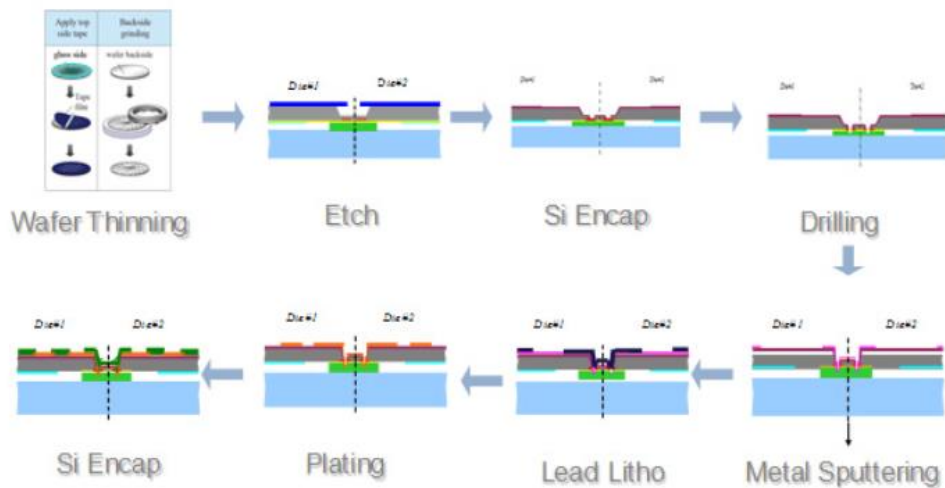 Apply top
side tape
Backside
grinding
glass side
wafer backside
Tape
film
Wafer Thinning
Die#1
Die#2
Etch
Si Encap
Drilling
Die#1
Die#2
Si Encap
Die#1
Die#2
Plating
Die#1
Die#2
Lead Litho
Die#1
Die#2
Metal Sputtering